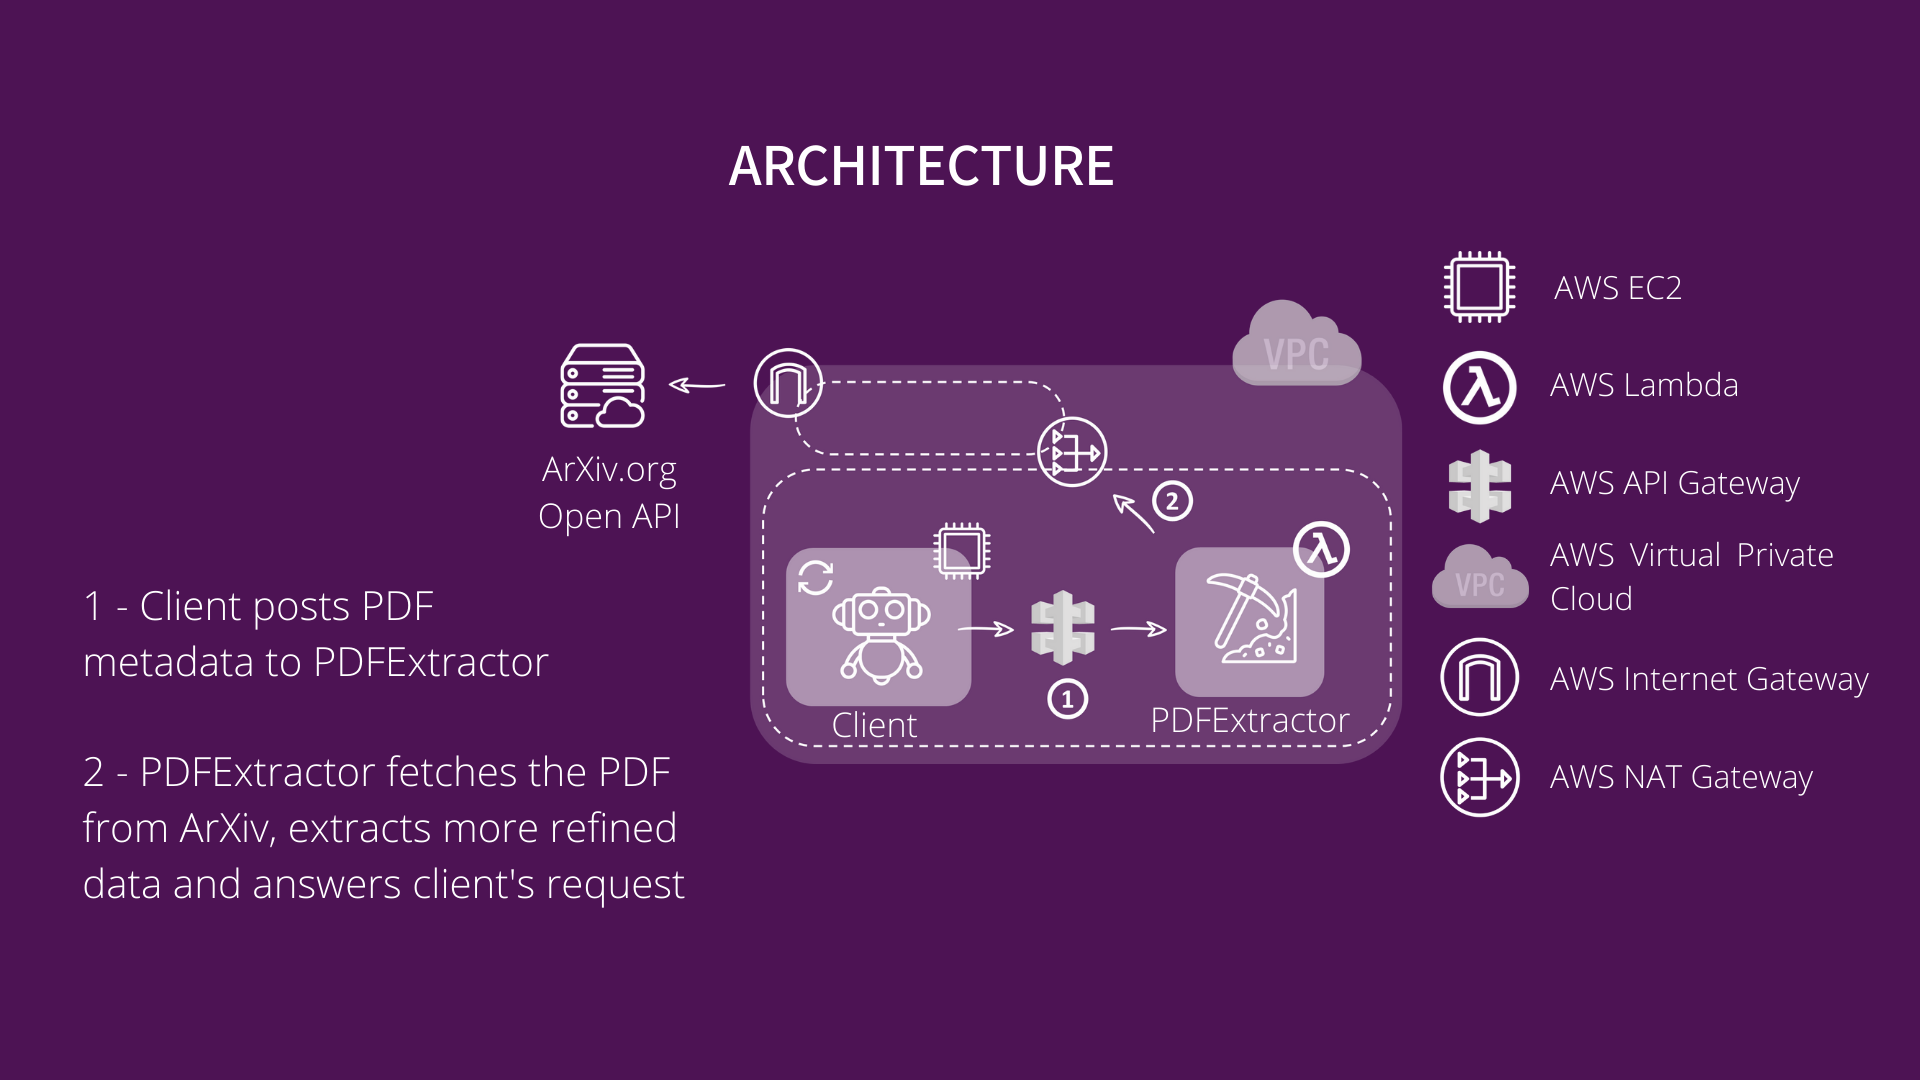 ARCHITECTURE
VPC
ArXiv.org
Open API
2
Client
1
PDFExtractor
1 - Client posts PDF
metadata to PDFExtractor
2 - PDFExtractor fetches the PDF
from ArXiv, extracts more refined
data and answers client's request
AWS EC2
λ
AWS Lambda
AWS API Gateway
VPC
AWS Virtual Private
Cloud
AWS Internet Gateway
AWS NAT Gateway